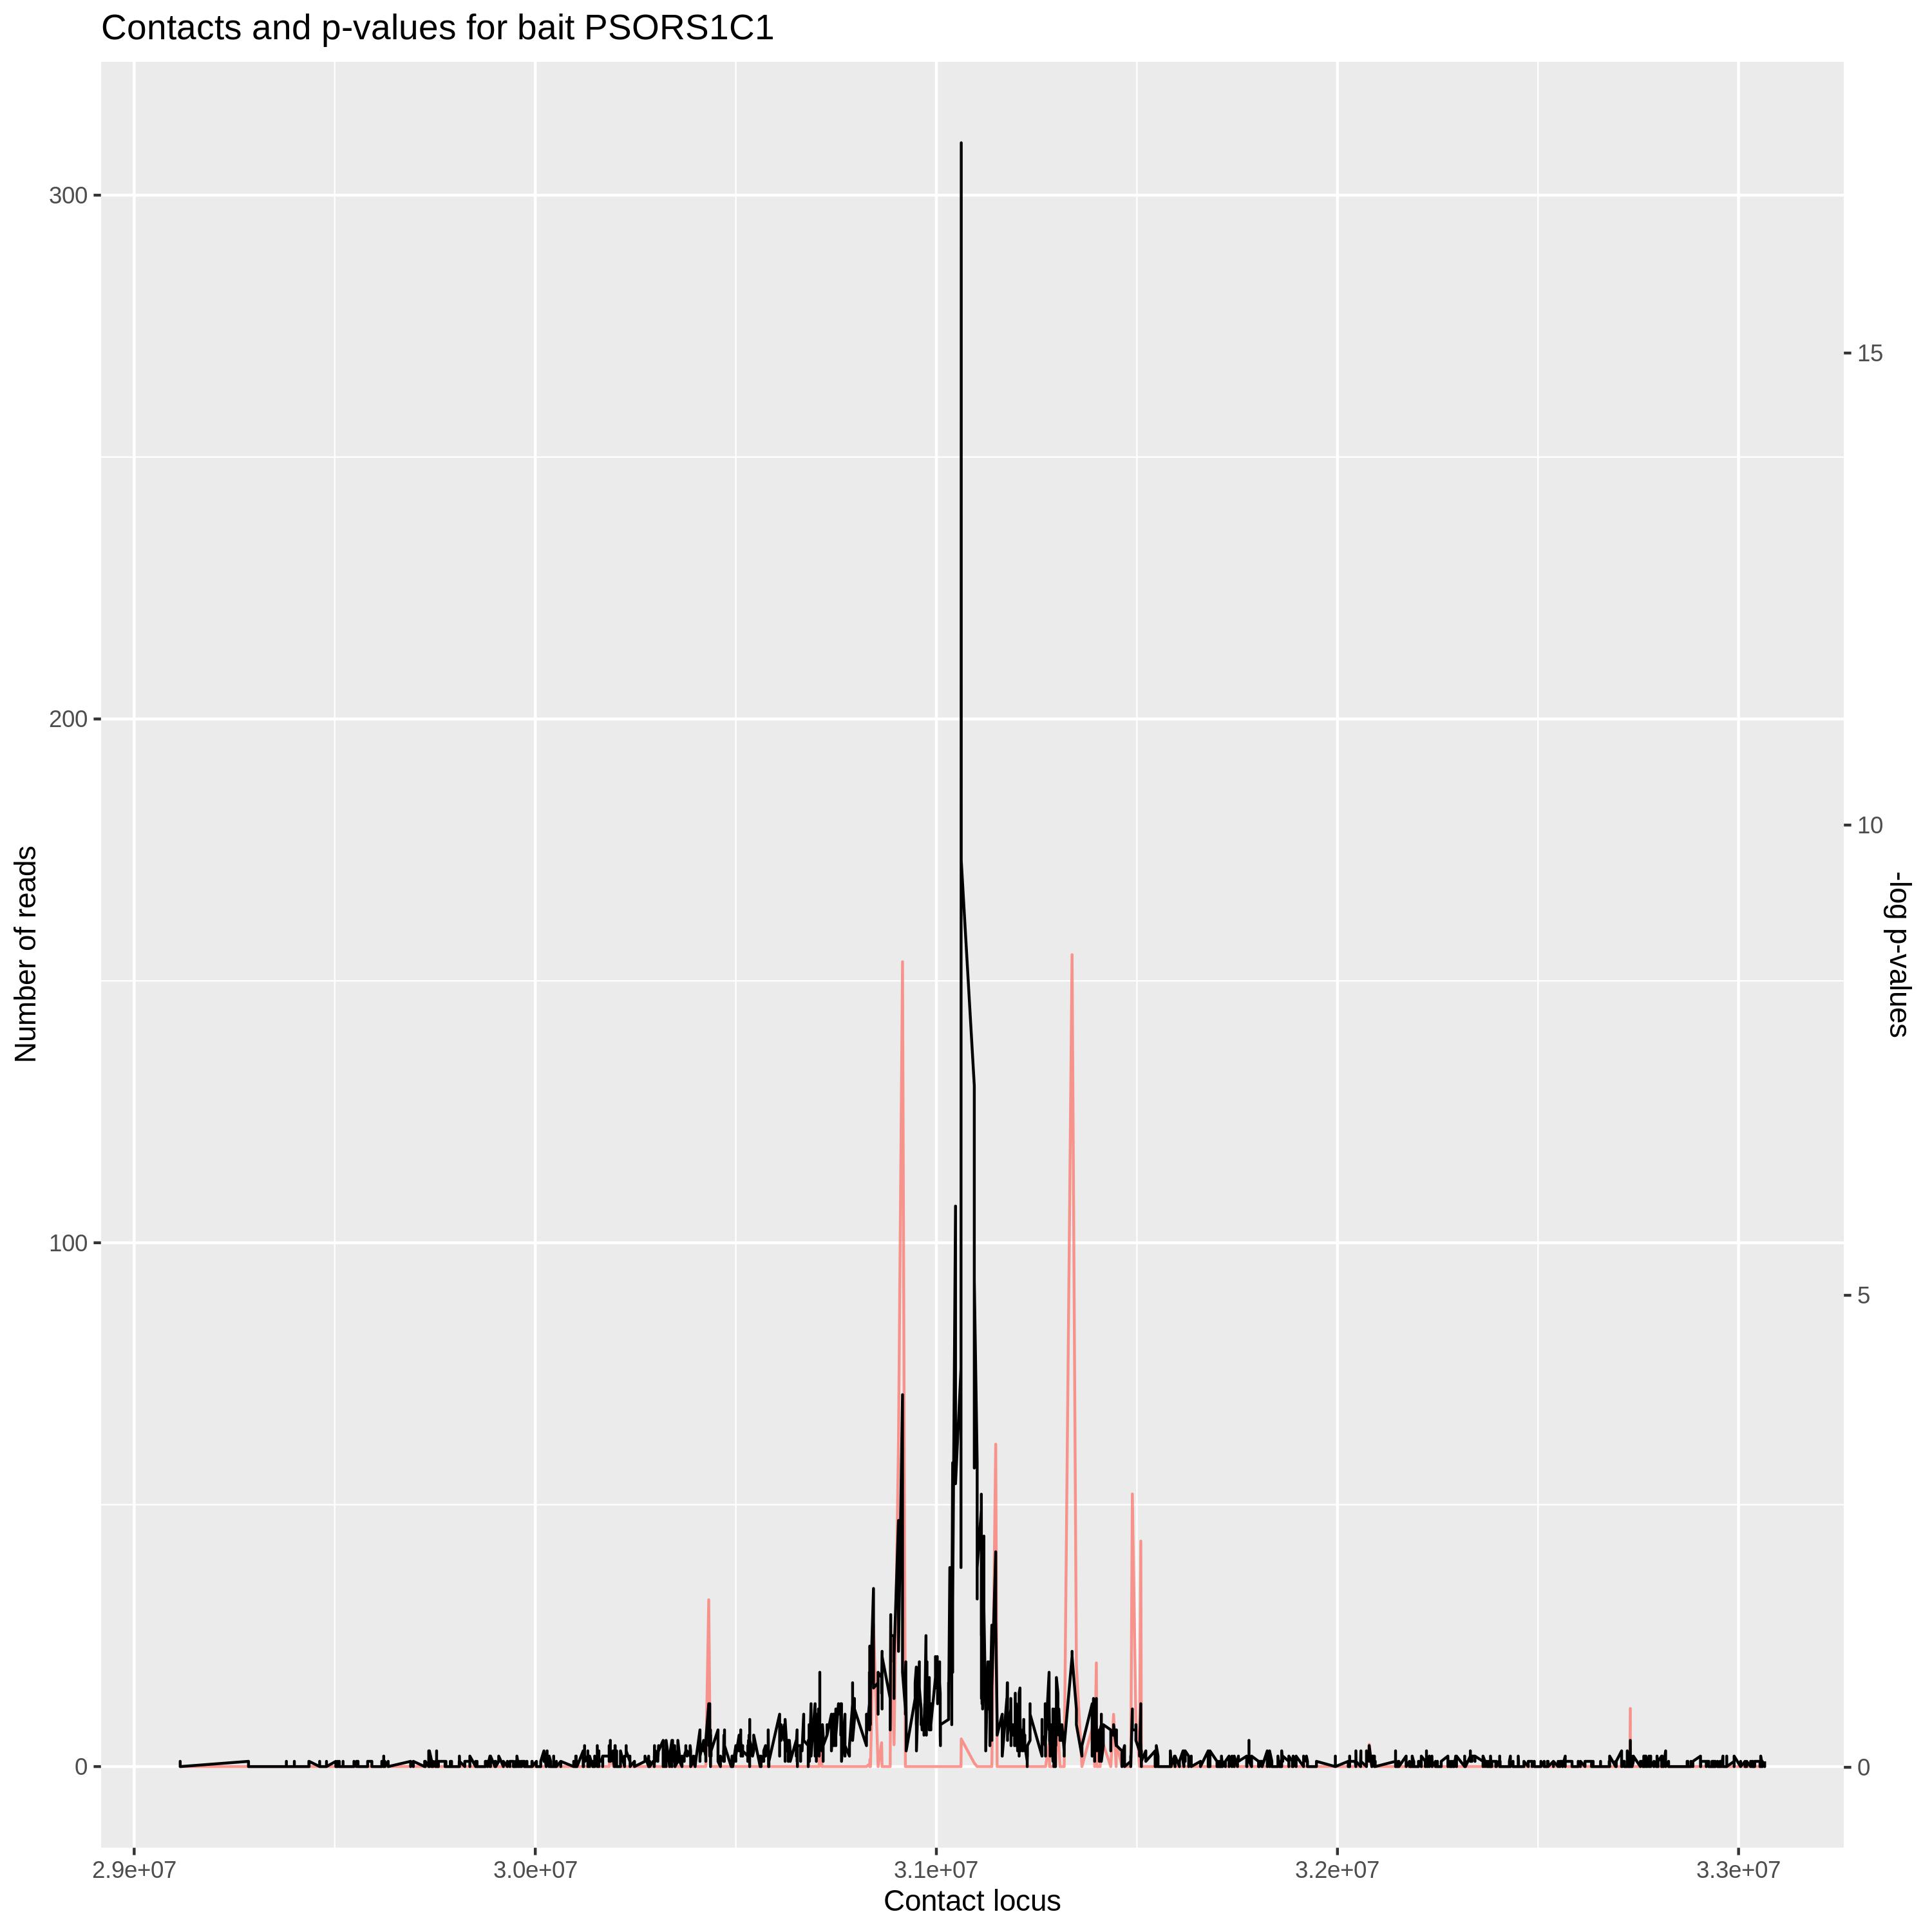 Contacts and p-values for bait PSORS1C1
300
200
100
0
15
10
5
0
Number of reads
-log p-values
2.9e+07 3.0e+07 3.1e+07 3.2e+07 3.3e+07
Contact locus